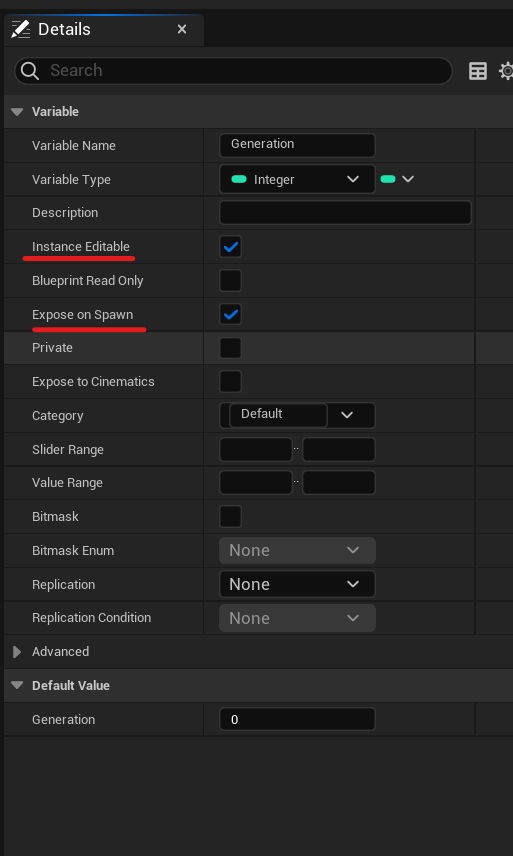 Details
Search
Variable
Variable Name Generation
Variable Type Integer
Description
Instance Editable
Blueprint Read Only
Expose on Spawn
Private
Expose to Cinematics
Category Default
Slider Range ..
Value Range ..
Bitmask
Bitmask Enum None
Replication None
Replication Condition None
Advanced
Default Value
Generation 0